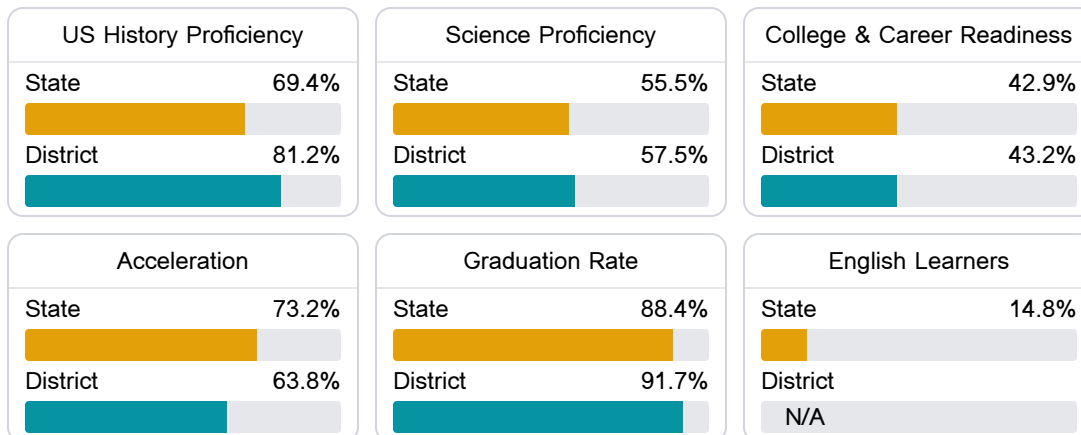 US History Proficiency
State 69.4%
District 81.2%
Science Proficiency
State 55.5%
District 57.5%
College & Career Readiness
State 42.9%
District 43.2%
Acceleration
State 73.2%
District 63.8%
Graduation Rate
State 88.4%
District 91.7%
English Learners
State 14.8%
District
N/A